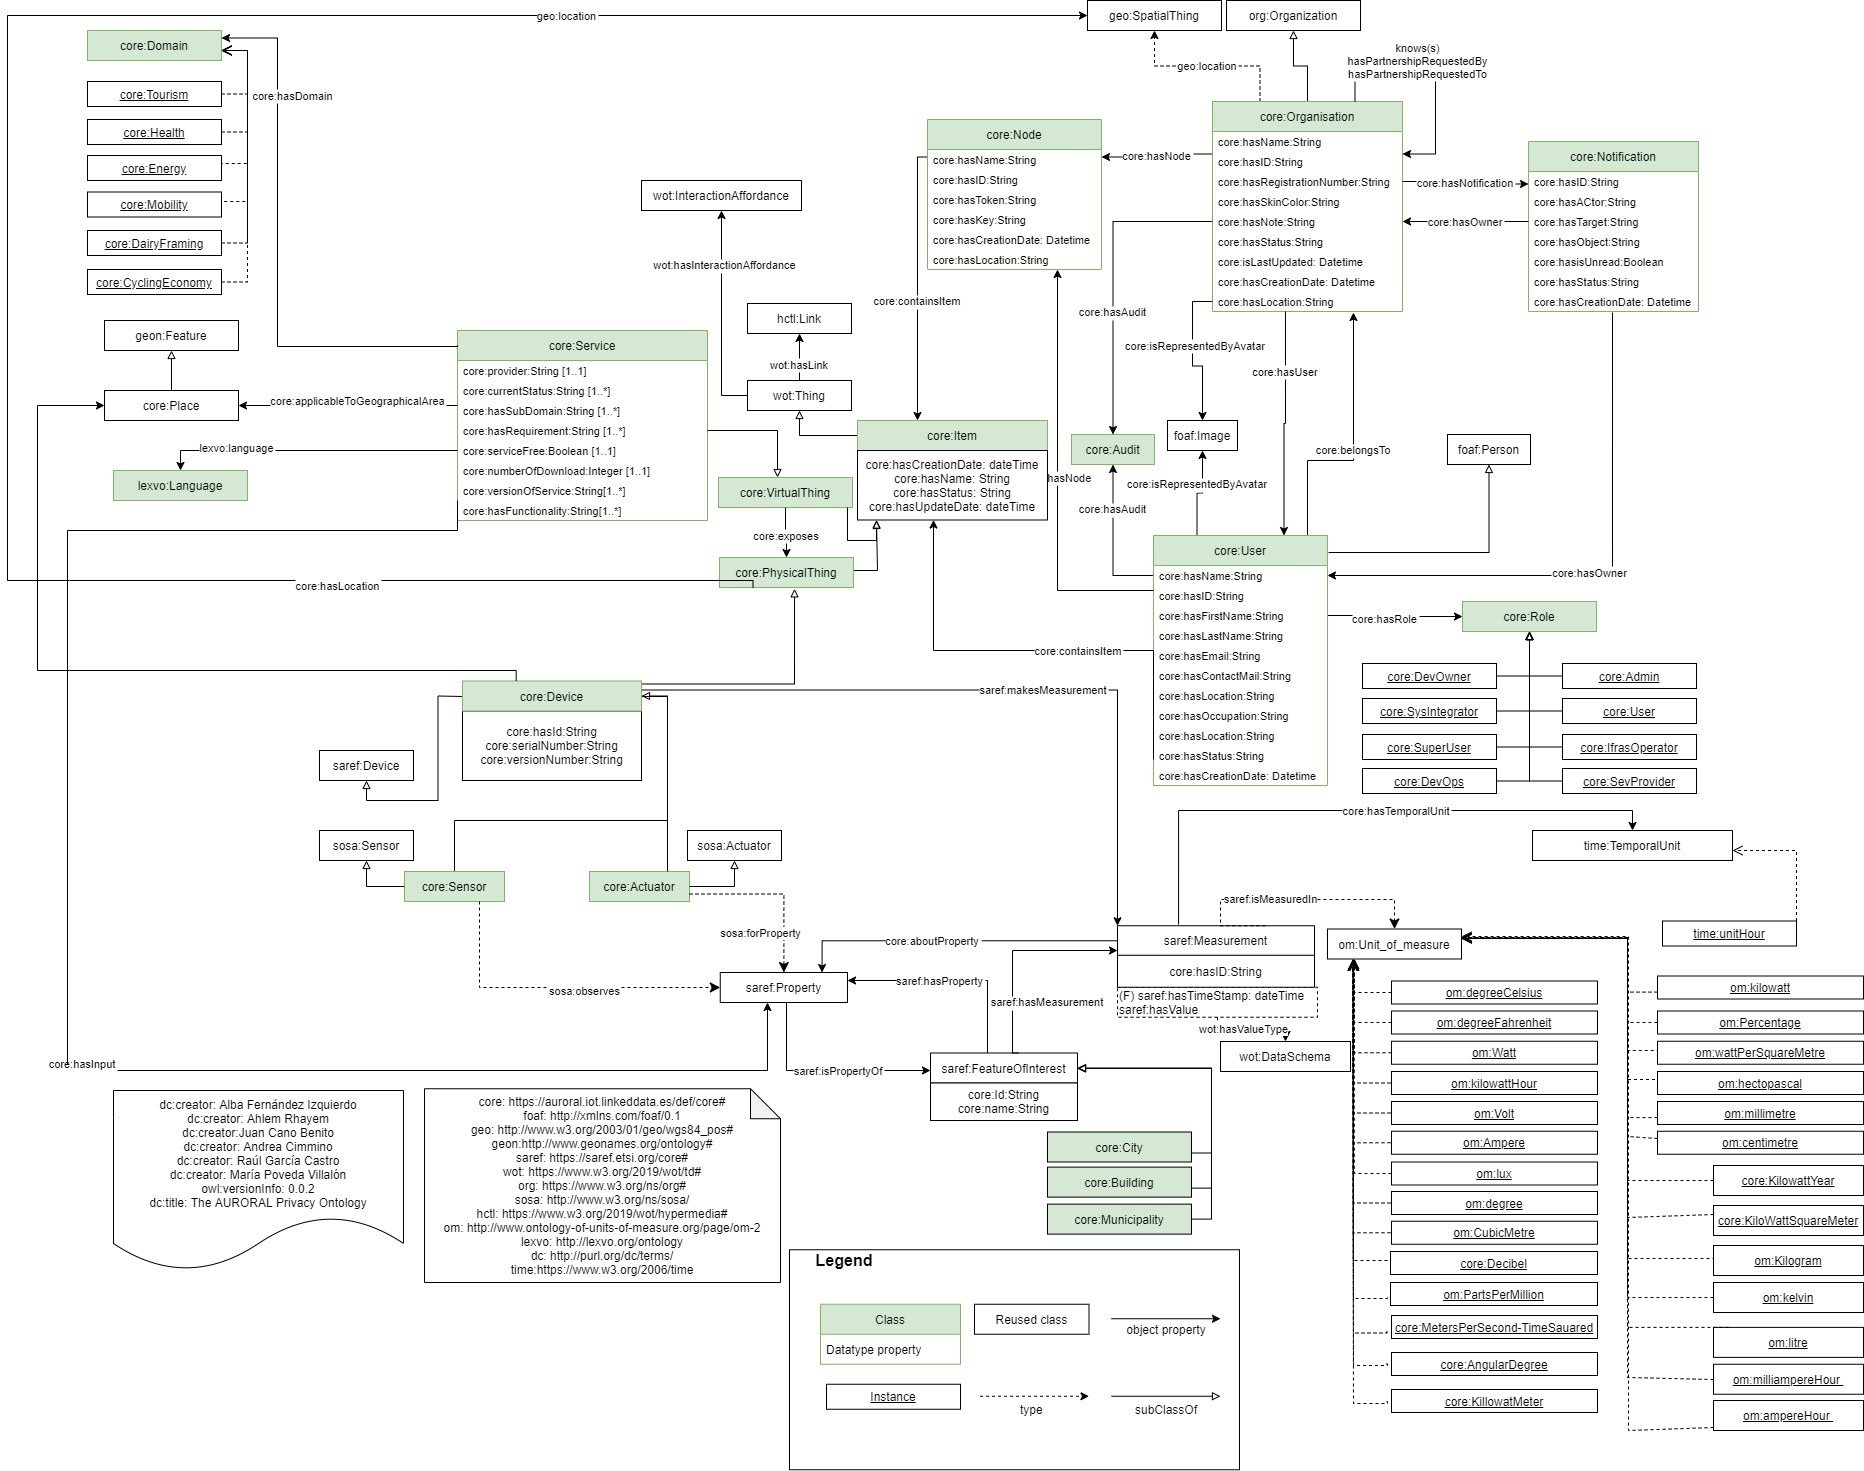 geo:location
geo:SpatialThing
org:Organization
core:Domain
knows(s)
hasPartnershipRequestedBy
hasPartnershipRequestedTo
geo:location
core:Tourism
core:hasDomain
core:Health
core:Energy
core:Mobility
core:DairyFraming
core:CyclingEconomy
core:Organisation
core:hasName:String
core:hasID:String
core:hasRegistrationNumber:String
core:hasSkinColor:String
core:hasNote:String
core:hasStatus:String
core:isLastUpdated: Datetime
core:hasCreationDate: Datetime
core:hasLocation:String
core:Node
core:hasName:String
core:hasID:String
core:hasToken:String
core:hasKey:String
core:hasCreationDate: Datetime
core:hasLocation:String
core:hasNode
core:Notification
core:hasID:String
core:hasACtor:String
core:hasTarget:String
core:hasObject:String
core:hasisUnread:Boolean
core:hasStatus:String
core:hasCreationDate: Datetime
core:hasNotification
core:hasOwner
wot:InteractionAffordance
wot:hasInteractionAffordance
core:containsItem
core:hasAudit
hctl:Link
wot:hasLink
wot:Thing
geon:Feature
core:Place
core:applicableToGeographicalArea
lexvo:language
lexvo:Language
core:Service
core:provider:String [1..1]
core:currentStatus:String [1..*]
core:hasSubDomain:String [1..*]
core:hasRequirement:String [1..*]
core:serviceFree:Boolean [1..1]
core:numberOfDownload:Integer [1..1]
core:versionOfService:String[1..*]
core:hasFunctionality:String[1..*]
core:isRepresentedByAvatar
core:hasUser
core:Item
core:hasCreationDate: dateTime
core:hasName: String
core:hasStatus: String
core:hasUpdateDate: dateTime
hasNode
core:Audit
foaf:Image
core:isRepresentedByAvatar
core:hasAudit
core:belongsTo
foaf:Person
core:VirtualThing
core:exposes
core:PhysicalThing
core:hasLocation
core:User
core:hasName:String
core:hasID:String
core:hasFirstName:String
core:hasLastName:String
core:hasEmail:String
core:hasContactMail:String
core:hasLocation:String
core:hasOccupation:String
core:hasLocation:String
core:hasStatus:String
core:hasCreationDate: Datetime
core:hasOwner
core:hasRole
core:Role
core:containsItem
core:DevOwner
core:Admin
core:SysIntegrator
core:User
core:SuperUser
core:IfrasOperator
core:DevOps
core:SevProvider
core:Device
core:hasId:String
core:serialNumber:String
core:versionNumber:String
saref:makesMeasurement
saref:Device
sosa:Sensor
sosa:Actuator
core:Sensor
core:Actuator
core:hasTemporalUnit
time:TemporalUnit
time:unitHour
sosa:forProperty
core:aboutProperty
saref:isMeasuredIn
saref:Measurement
core:hasID:String
(F) saref:hasTimeStamp: dateTime
saref:hasValue
om:Unit_of_measure
sosa:observes
saref:Property
saref:hasProperty
saref:hasMeasurement
wot:hasValueType
wot:DataSchema
core:hasInput
saref:isPropertyOf
saref:FeatureOfInterest
core:Id:String
core:name:String
core:City
core:Building
core:Municipality
om:degreeCelsius
om:degreeFahrenheit
om:Watt
om:kilowattHour
om:Volt
om:Ampere
om:lux
om:degree
om:CubicMetre
core:Decibel
om:PartsPerMillion
core:MetersPerSecond-TimeSauared
core:AngularDegree
core:KillowatMeter
om:kilowatt
om:Percentage
om:wattPerSquareMetre
om:hectopascal
om:millimetre
om:centimetre
core:KilowattYear
core:KiloWattSquareMeter
om:Kilogram
om:kelvin
om:litre
om:milliampereHour
om:ampereHour
dc:creator: Alba Fernández Izquierdo
dc:creator: Ahlem Rhayem
dc:creator:Juan Cano Benito
dc:creator: Andrea Cimmino
dc:creator: Raúl García Castro
dc:creator: María Poveda Villalón
owl:versionInfo: 0.0.2
dc:title: The AURORAL Privacy Ontology
core: https://auroral.iot.linkeddata.es/def/core#
foaf: http://xmlns.com/foaf/0.1
geo: http://www.w3.org/2003/01/geo/wgs84_pos#
geon:http://www.geonames.org/ontology#
saref: https://saref.etsi.org/core#
wot: https://www.w3.org/2019/wot/td#
org: https://www.w3.org/ns/org#
sosa: http://www.w3.org/ns/sosa/
hctl: https://www.w3.org/2019/wot/hypermedia#
om: http://www.ontology-of-units-of-measure.org/page/om-2
lexvo: http://lexvo.org/ontology
dc: http://purl.org/dc/terms/
time:https://www.w3.org/2006/time
Legend
Class
Datatype property
Reused class
object property
Instance
type
subClassOf